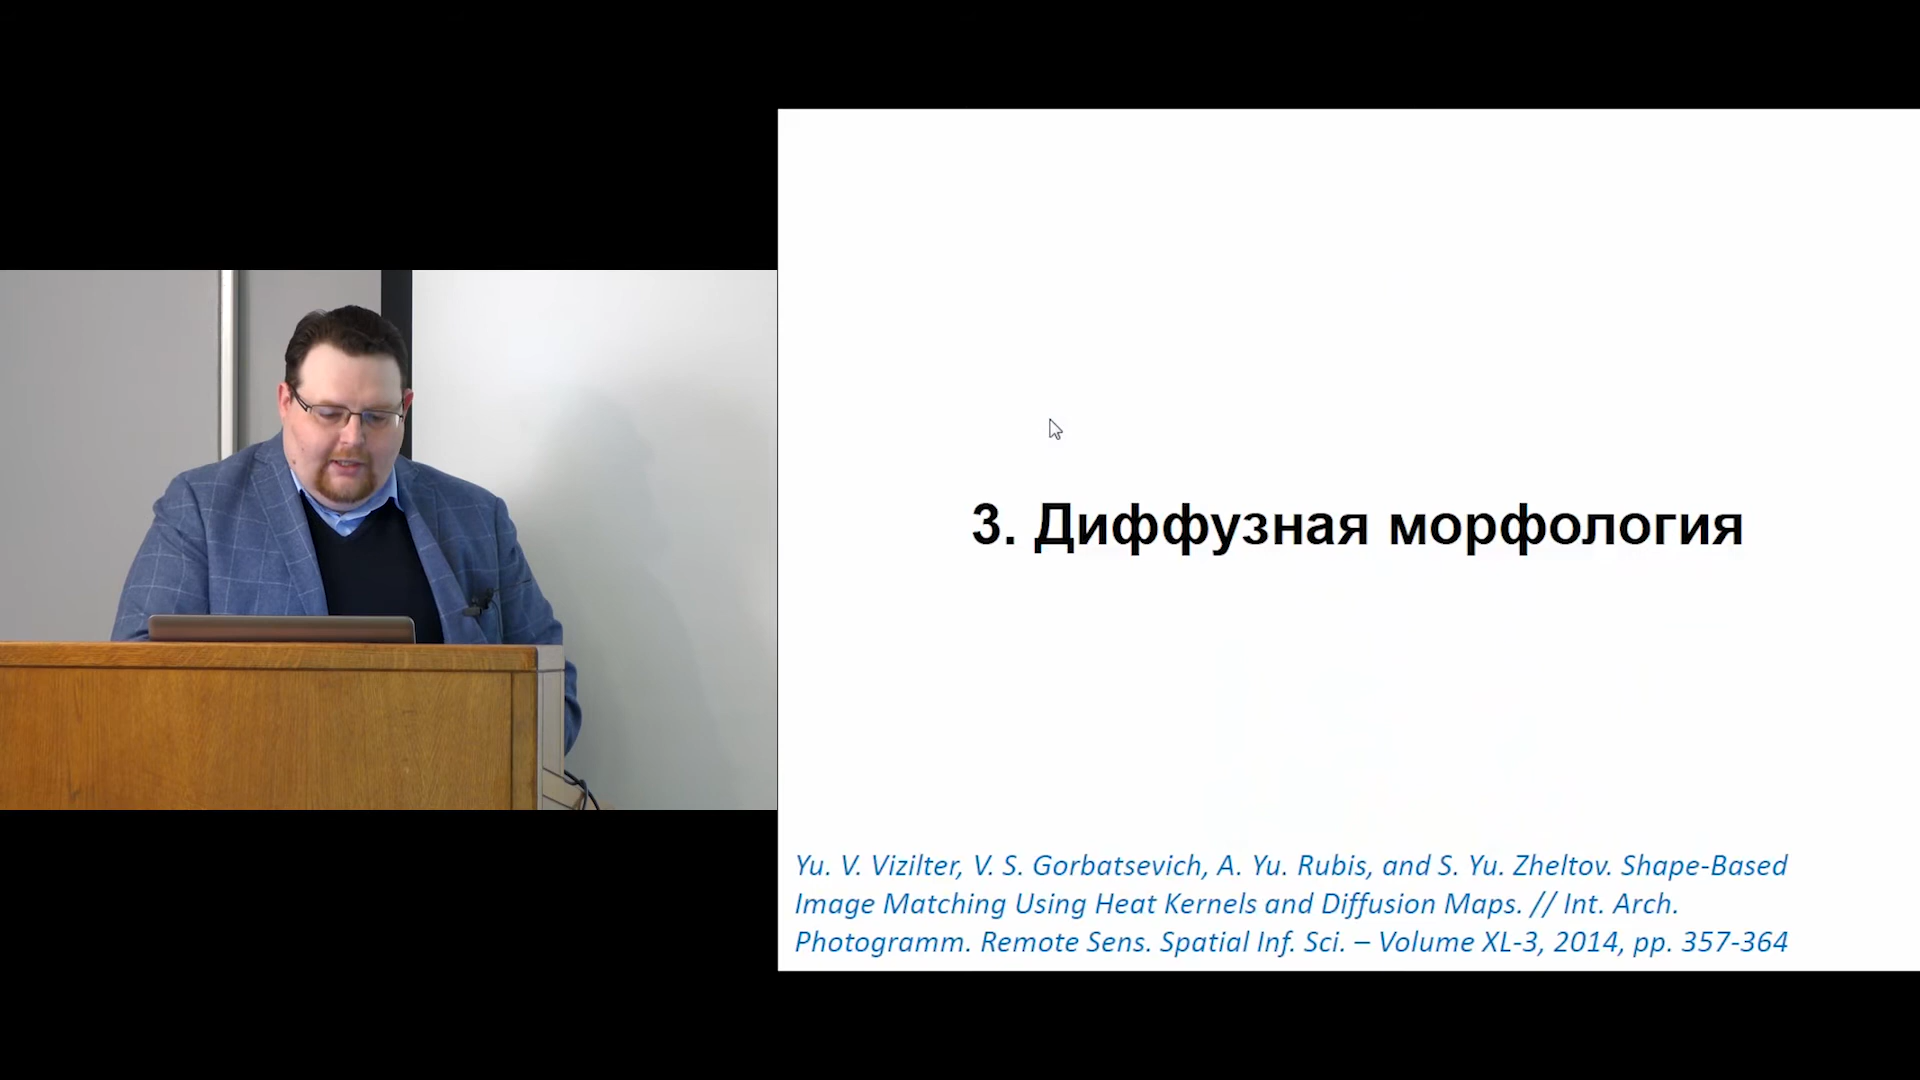 3. Диффузная морфология
Yu. V. Vizilter, V. S. Gorbatsevich, A. Yu. Rubis, and S. Yu. Zheltov. Shape-Based
Image Matching Using Heat Kernels and Diffusion Maps. // Int. Arch.
Photogramm. Remote Sens. Spatial Inf. Sci. – Volume XL-3, 2014, pp. 357-364